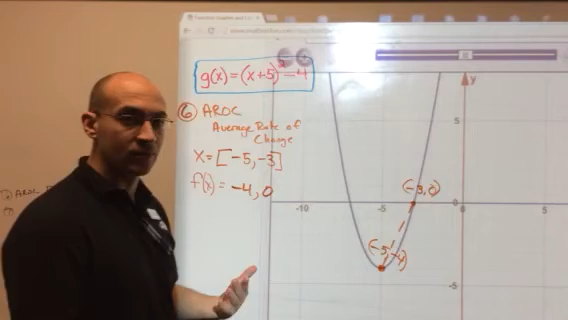 g(x)=(x+5)²-4
⑥ AROC
Average Rate of
Change
x=[-5,-3]
f(x)= -4, 0
y
5
(-3,0)
-10
-5
0
5
(-5,-4)
-5